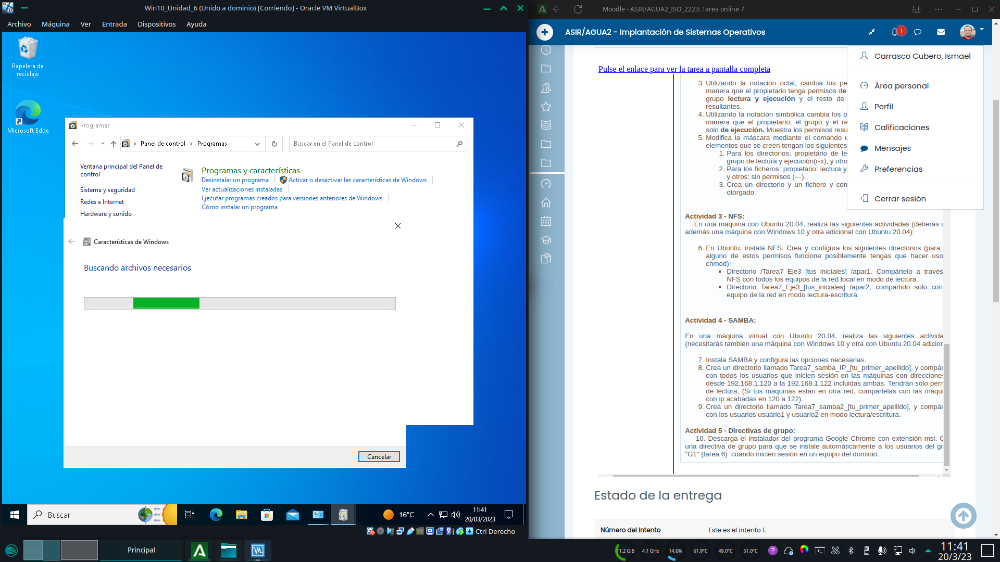 Win10_Unidad_6 (Unido a dominio) [Corriendo] - Oracle VM VirtualBox
Archivo Máquina Ver Entrada Dispositivos Ayuda
Papelera de
reciclaje
Microsoft Edge
Programas
Panel de control Programas
Buscar en el Panel de control
Ventana principal del Panel de
control
Sistema y seguridad
Redes e Internet
Hardware y sonido
Programas y características
Desinstalar un programa
Activar o desactivar las características de Windows
Ver actualizaciones instaladas
Ejecutar programas creados para versiones anteriores de Windows
Cómo instalar un programa
Características de Windows
Buscando archivos necesarios
Cancelar
Buscar
16°C
11:41
20/03/2023
Ctrl Derecho
Moodle - ASIR/AGUA2_ISO_2223: Tarea online 7
ASIR/AGUA2 - Implantación de Sistemas Operativos
1
Carrasco Cubero, Ismael
Área personal
Perfil
Calificaciones
Mensajes
Preferencias
Cerrar sesión
Pulse el enlace para ver la tarea a pantalla completa
3. Utilizando la notación octal, cambia los pe
manera que el propietario tenga permisos de
grupo lectura y ejecución y el resto de
resultantes.
4. Utilizando la notación simbólica cambia los p
manera que el propietario, el grupo y el re
solo de ejecución. Muestra los permisos resu
5. Modifica la máscara mediante el comando u
elementos que se creen tengan los siguientes
1. Para los directorios: propietario de le
grupo de lectura y ejecución(r-x), y otro
2. Para los ficheros: propietario: lectura y
y otros: sin permisos (---).
3. Crea un directorio y un fichero y com
otorgado.
Actividad 3 - NFS:
En una máquina con Ubuntu 20.04, realiza las siguientes actividades (deberás u
además una máquina con Windows 10 y otra adicional con Ubuntu 20.04):
6. En Ubuntu, instala NFS. Crea y configura los siguientes directorios (para
alguno de estos permisos funcione posiblemente tengas que hacer uso
chmod):
Directorio /Tarea7_Eje3_[tus_iniciales] /apar1. Compártelo a través
NFS con todos los equipos de la red local en modo de lectura.
Directorio Tarea7_Eje3_[tus_iniciales] /apar2, compartido solo con
equipo de la red en modo lectura-escritura.
Actividad 4 - SAMBA:
En una máquina virtual con Ubuntu 20.04, realiza las siguientes activida
(necesitarás también una máquina con Windows 10 y otra con Ubuntu 20.04 adicion
7. Instala SAMBA y configura las opciones necesarias.
8. Crea un directorio llamado Tarea7_samba_IP_[tu_primer_apellido], y compár
con todos los usuarios que inicien sesión en las máquinas con direcciones
desde 192.168.1.120 a la 192.168.1.122 incluidas ambas. Tendrán solo perm
de lectura. (Si tus máquinas están en otra red, compártelas con las máqui
con ip acabadas en 120 a 122).
9. Crea un directorio llamado Tarea7_samba2_[tu_primer_apellido], y compár
con los usuarios usuario1 y usuario2 en modo lectura/escritura.
Actividad 5 - Directivas de grupo:
10. Descarga el instalador del programa Google Chrome con extensión msi. C
una directiva de grupo para que se instale automáticamente a los usuarios del gr
"G1" (tarea 6) cuando inicien sesión en un equipo del dominio.
Estado de la entrega
Número del Intento
Este es el intento 1.
Principal
11,2 GiB
4,1 GHz
14,6%
61,9°C
49,0°C
51,0°C
11:41
20/3/23